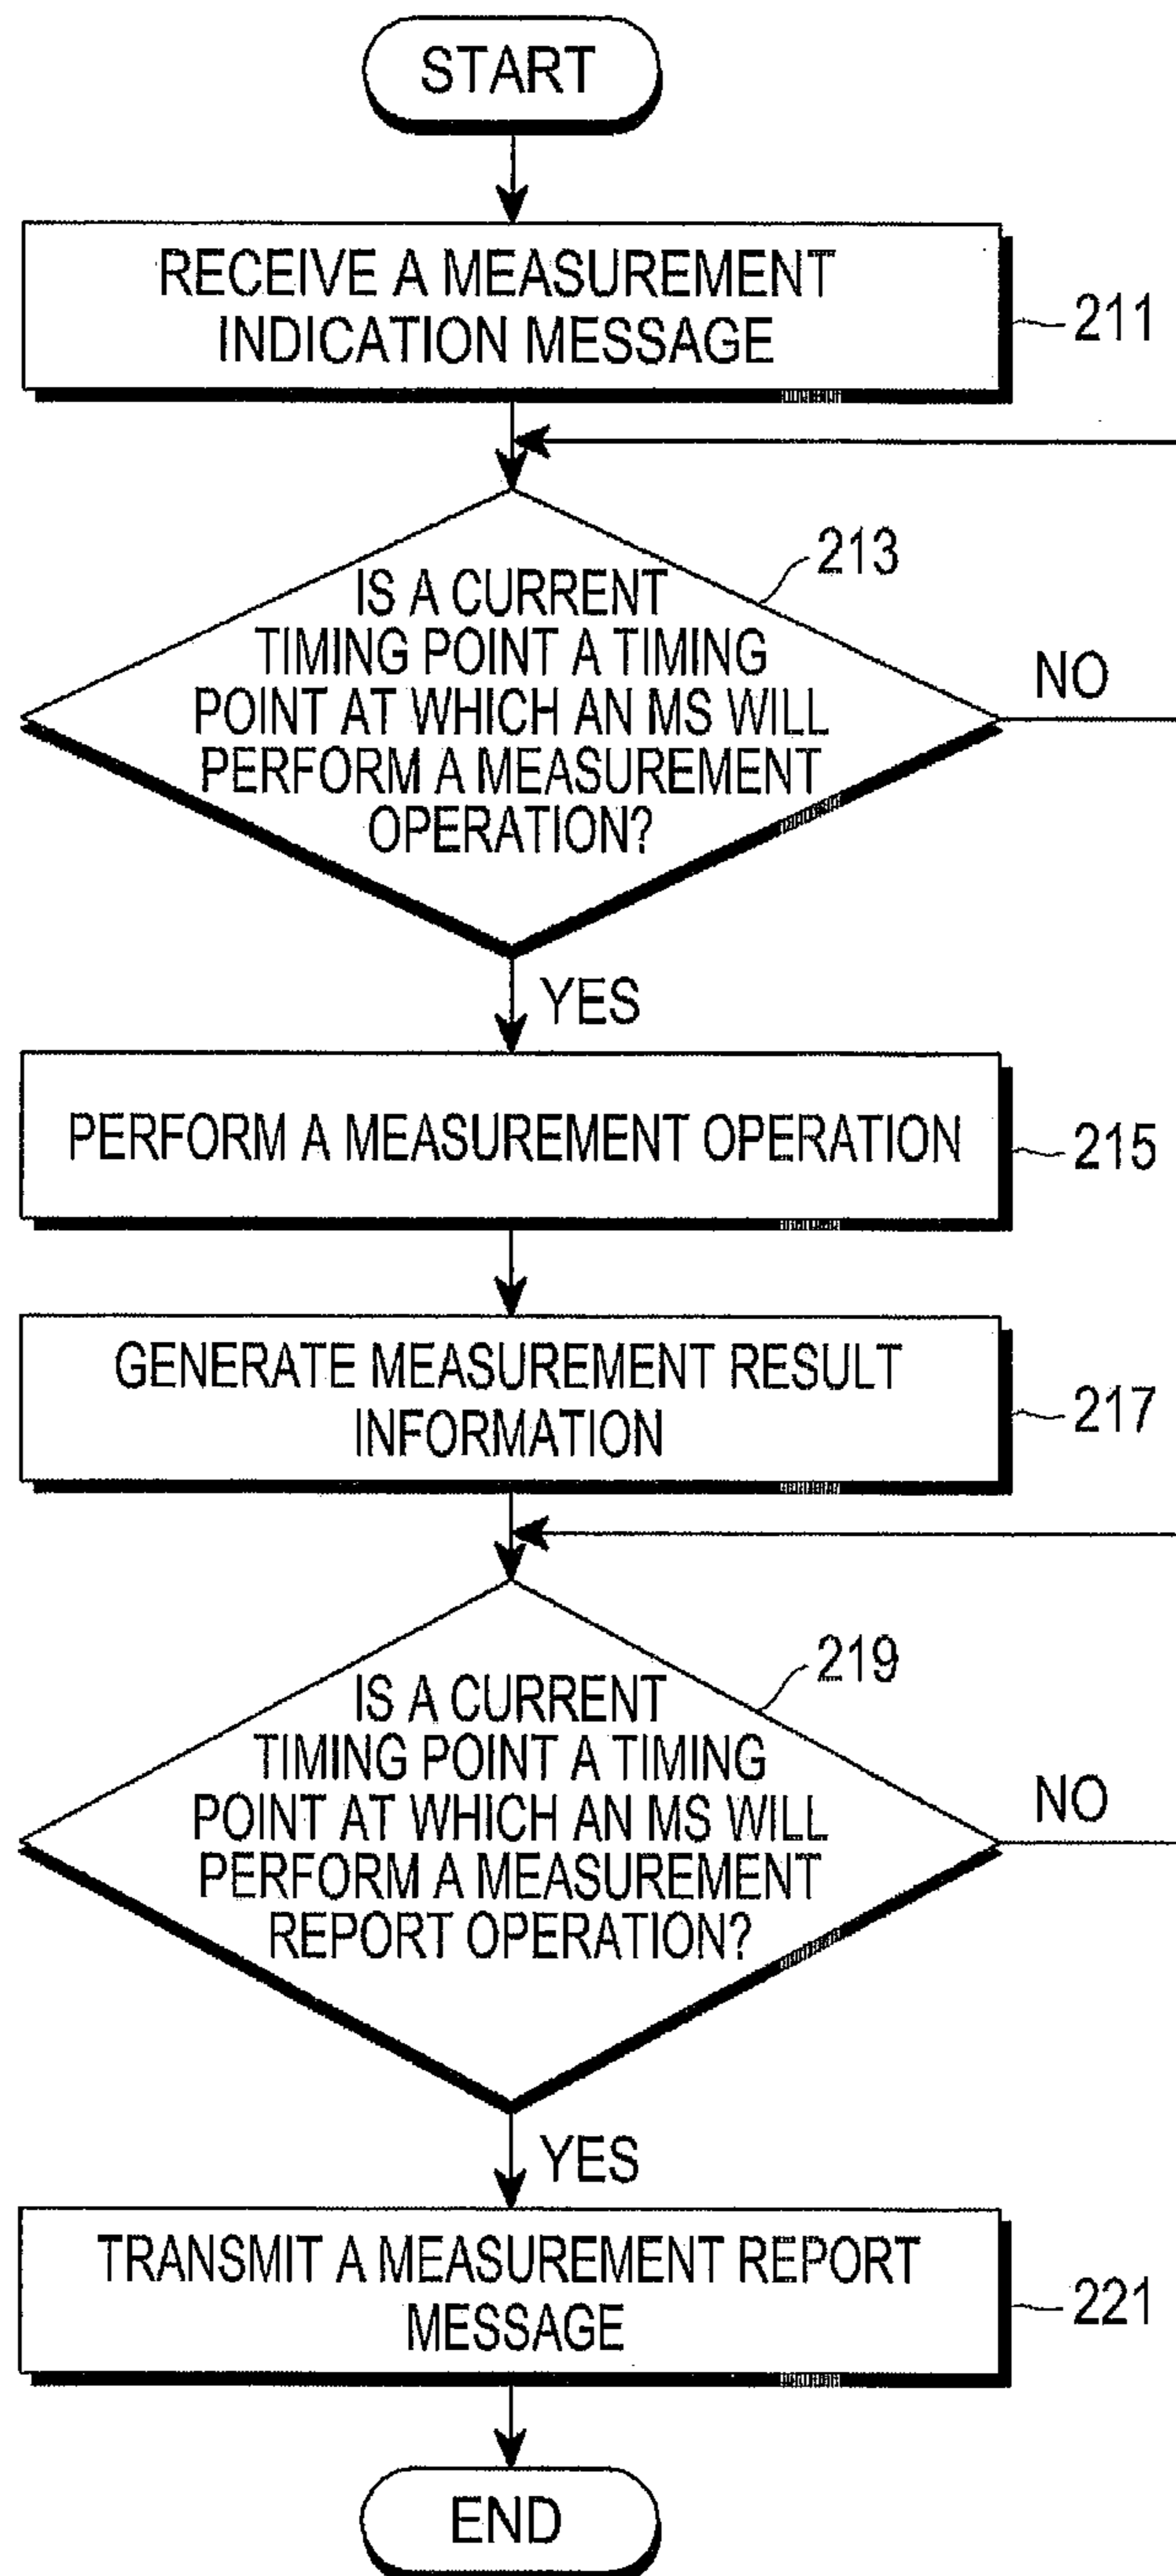 START
RECEIVE A MEASUREMENT
INDICATION MESSAGE
211
213
IS A CURRENT
TIMING POINT A TIMING
POINT AT WHICH AN MS WILL
PERFORM A MEASUREMENT
OPERATION?
NO
YES
PERFORM A MEASUREMENT OPERATION
215
GENERATE MEASUREMENT RESULT
INFORMATION
217
219
IS A CURRENT
TIMING POINT A TIMING
POINT AT WHICH AN MS WILL
PERFORM A MEASUREMENT
REPORT OPERATION?
NO
YES
TRANSMIT A MEASUREMENT REPORT
MESSAGE
221
END